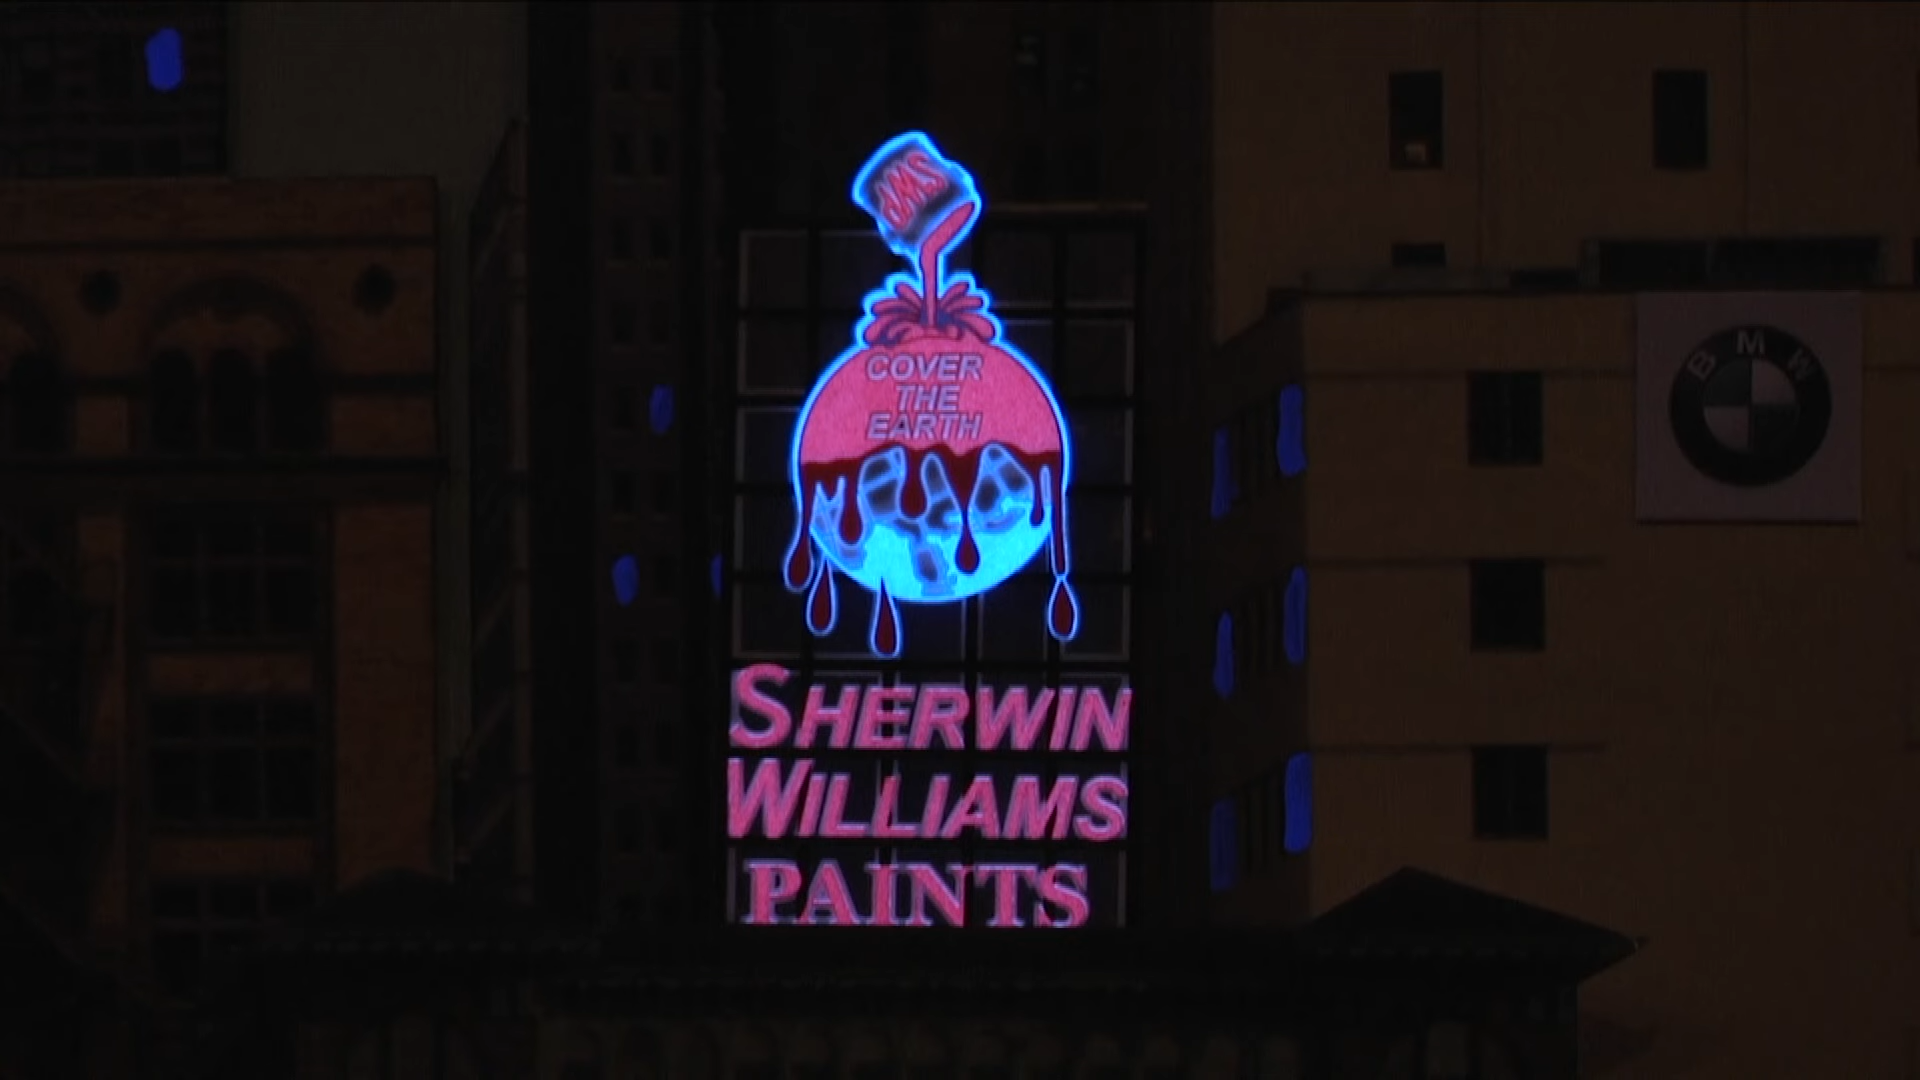 SWP
COVER
THE
EARTH
SHERWIN
WILLIAMS
PAINTS
BMW